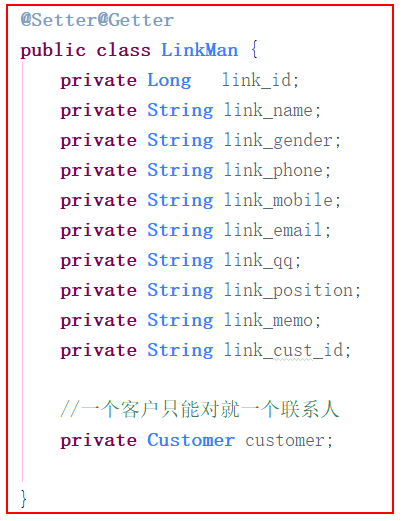 @Setter@Getter
public class LinkMan {
private Long link_id;
private String link_name;
private String link_gender;
private String link_phone;
private String link_mobile;
private String link_email;
private String link_qq;
private String link_position;
private String link_memo;
private String link_cust_id;
//一个客户只能对就一个联系人
private Customer customer;
}